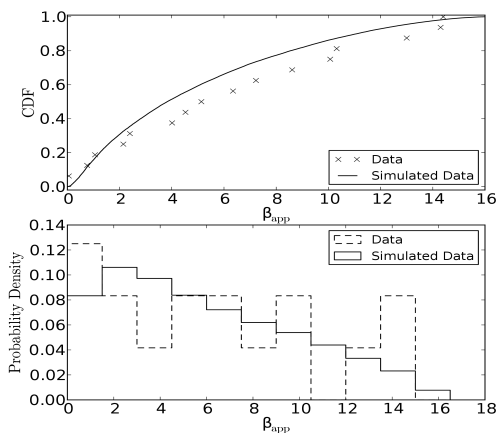 1.0
0.8
0.6
0.4
0.2
0.0
CDF
× × Data
Simulated Data
0 2 4 6 8 10 12 14 16
βapp
0.14
0.12
0.10
0.08
0.06
0.04
0.02
0.00
Probability Density
Data
Simulated Data
0 2 4 6 8 10 12 14 16 18
βapp